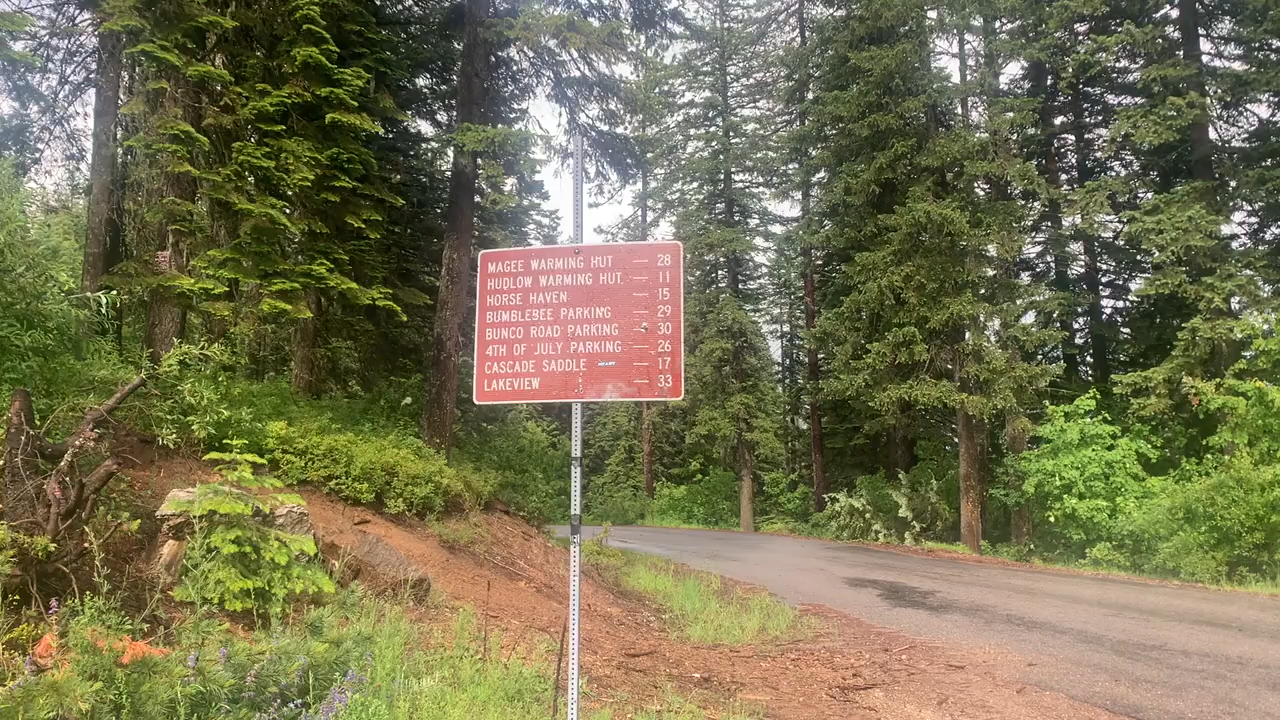 MAGEE WARMING HUT — 28
HUDLOW WARMING HUT — 11
HORSE HAVEN — 15
BUMBLEBEE PARKING — 29
BUNCO ROAD PARKING — 30
4TH OF JULY PARKING — 26
CASCADE SADDLE — 17
LAKEVIEW — 33